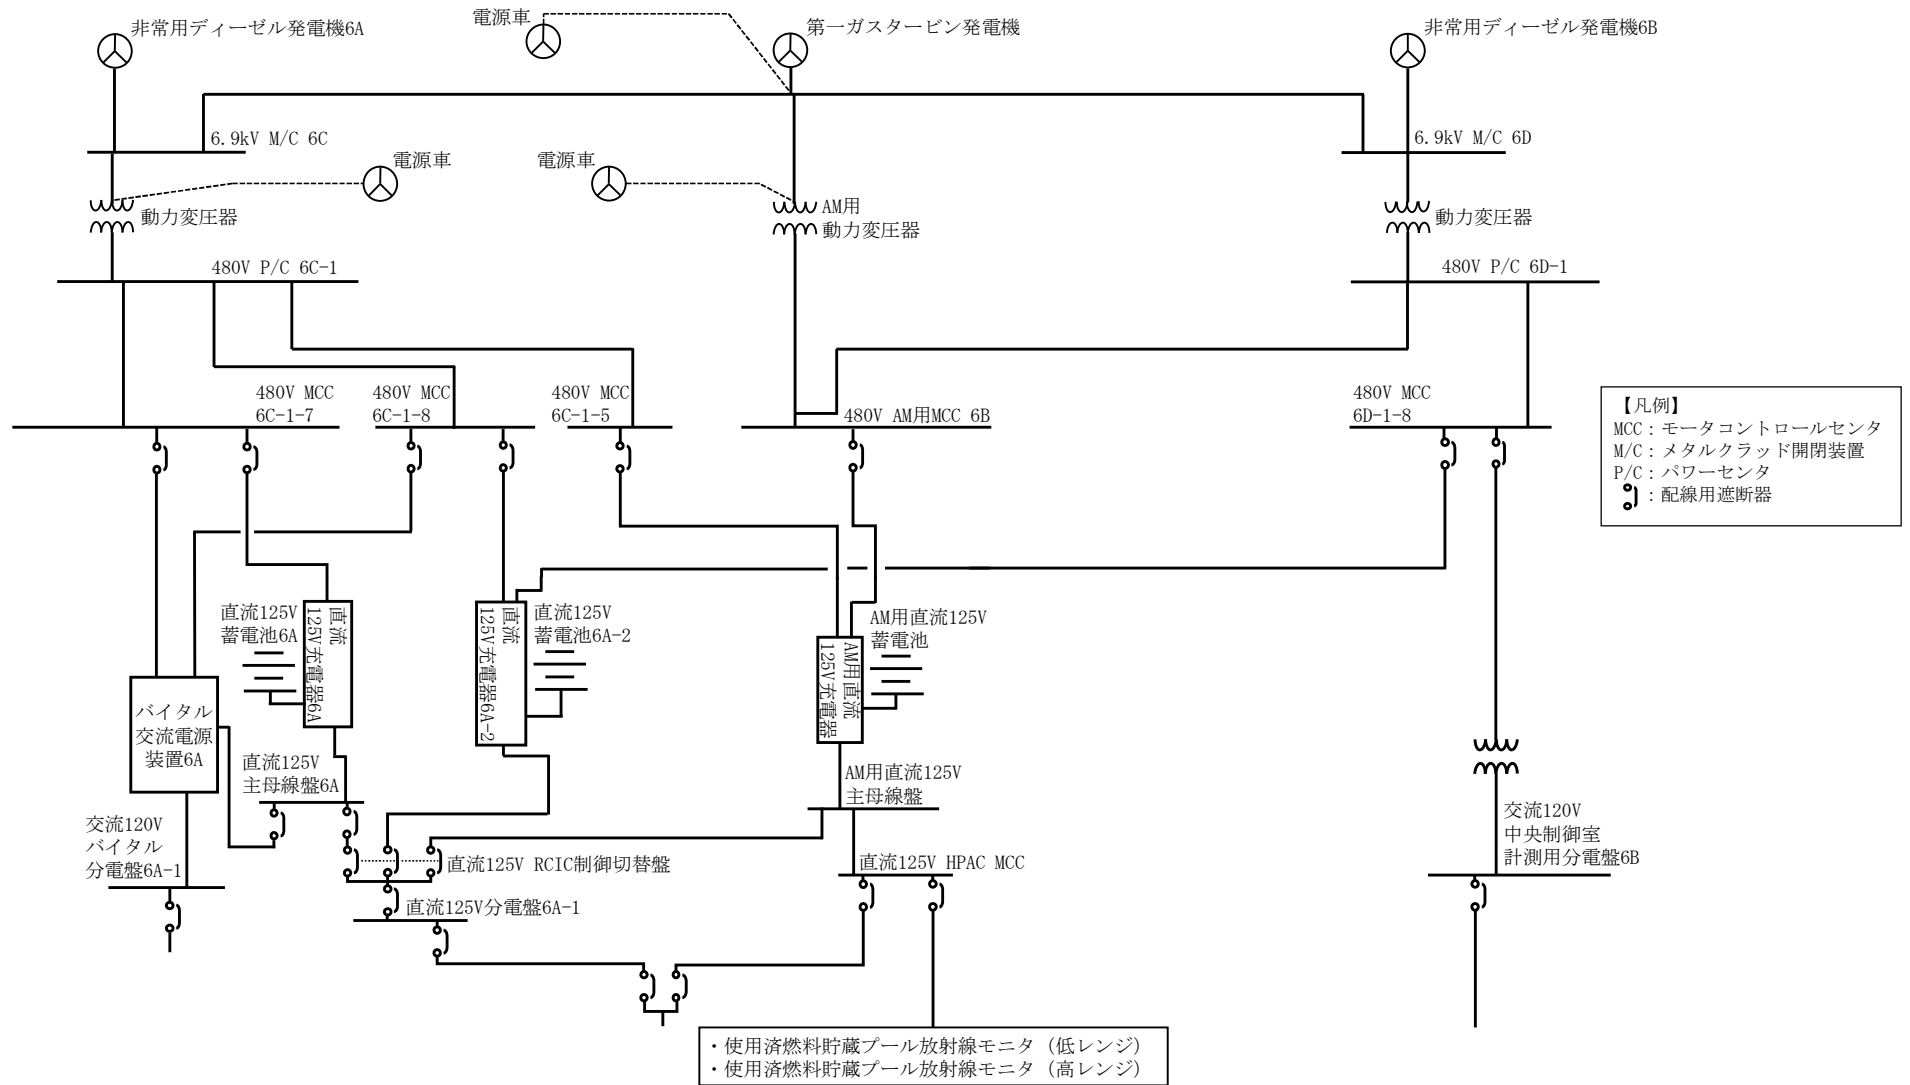 非常用ディーゼル発電機6A
電源車
第一ガスタービン発電機
非常用ディーゼル発電機6B
6.9kV M/C 6C
6.9kV M/C 6D
電源車
電源車
動力変圧器
AM用
動力変圧器
動力変圧器
480V P/C 6C-1
480V P/C 6D-1
480V MCC
6C-1-7
480V MCC
6C-1-8
480V MCC
6C-1-5
480V AM用MCC 6B
480V MCC
6D-1-8
【凡例】
MCC：モータコントロールセンタ
M/C：メタルクラッド開閉装置
P/C：パワーセンタ
：配線用遮断器
直流125V
蓄電池6A
直流
125V充電器6A
直流
125V充電器6A-2
直流125V
蓄電池6A-2
AM用直流
125V充電器
AM用直流125V
蓄電池
バイタル
交流電源
装置6A
直流125V
主母線盤6A
AM用直流125V
主母線盤
交流120V
バイタル
分電盤6A-1
直流125V RCIC制御切替盤
直流125V HPAC MCC
交流120V
中央制御室
計測用分電盤6B
直流125V分電盤6A-1
・使用済燃料貯蔵プール放射線モニタ（低レンジ）
・使用済燃料貯蔵プール放射線モニタ（高レンジ）